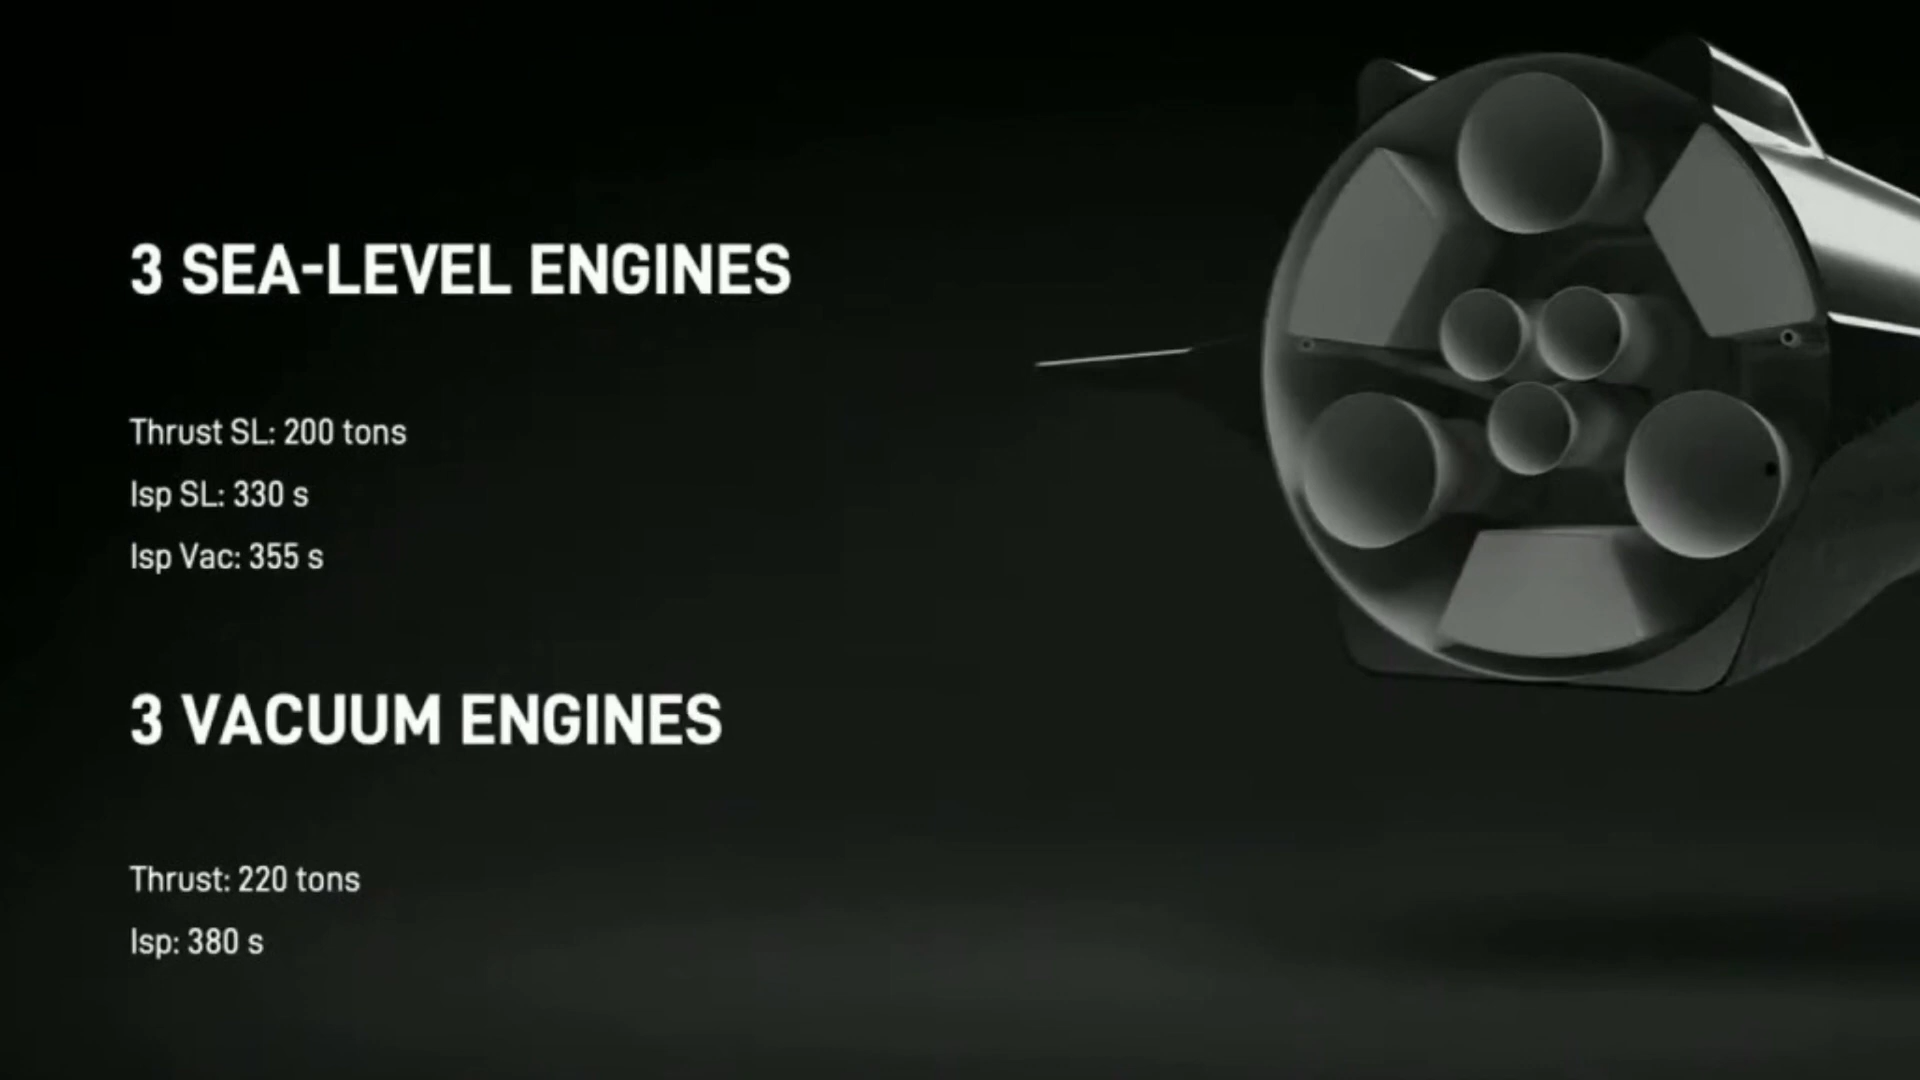 3 SEA-LEVEL ENGINES
Thrust SL: 200 tons
Isp SL: 330 s
Isp Vac: 355 s
3 VACUUM ENGINES
Thrust: 220 tons
Isp: 380 s